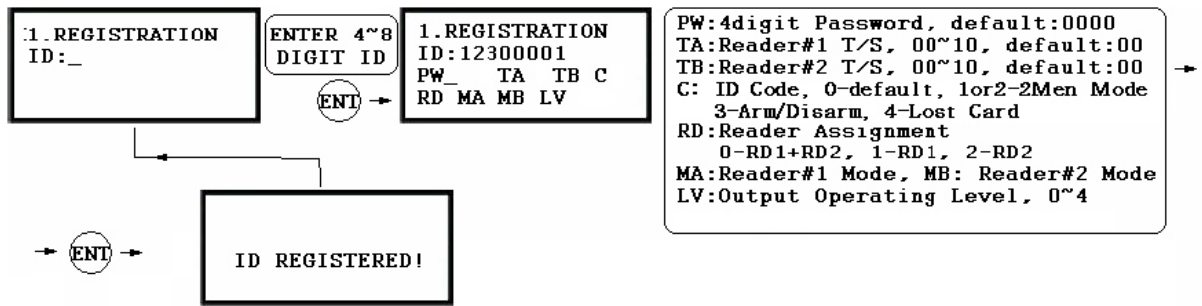 1.REGISTRATION
ID:_
ENTER 4~8
DIGIT ID
ENT
1.REGISTRATION
ID:12300001
PW_ TA TB C
RD MA MB LV
PW:4digit Password, default:0000
TA:Reader#1 T/S, 00~10, default:00
TB:Reader#2 T/S, 00~10, default:00
C: ID Code, 0-default, 1or2-2Men Mode
3-Arm/Disarm, 4-Lost Card
RD:Reader Assignment
0-RD1+RD2, 1-RD1, 2-RD2
MA:Reader#1 Mode, MB: Reader#2 Mode
LV:Output Operating Level, 0~4
ENT
ID REGISTERED!